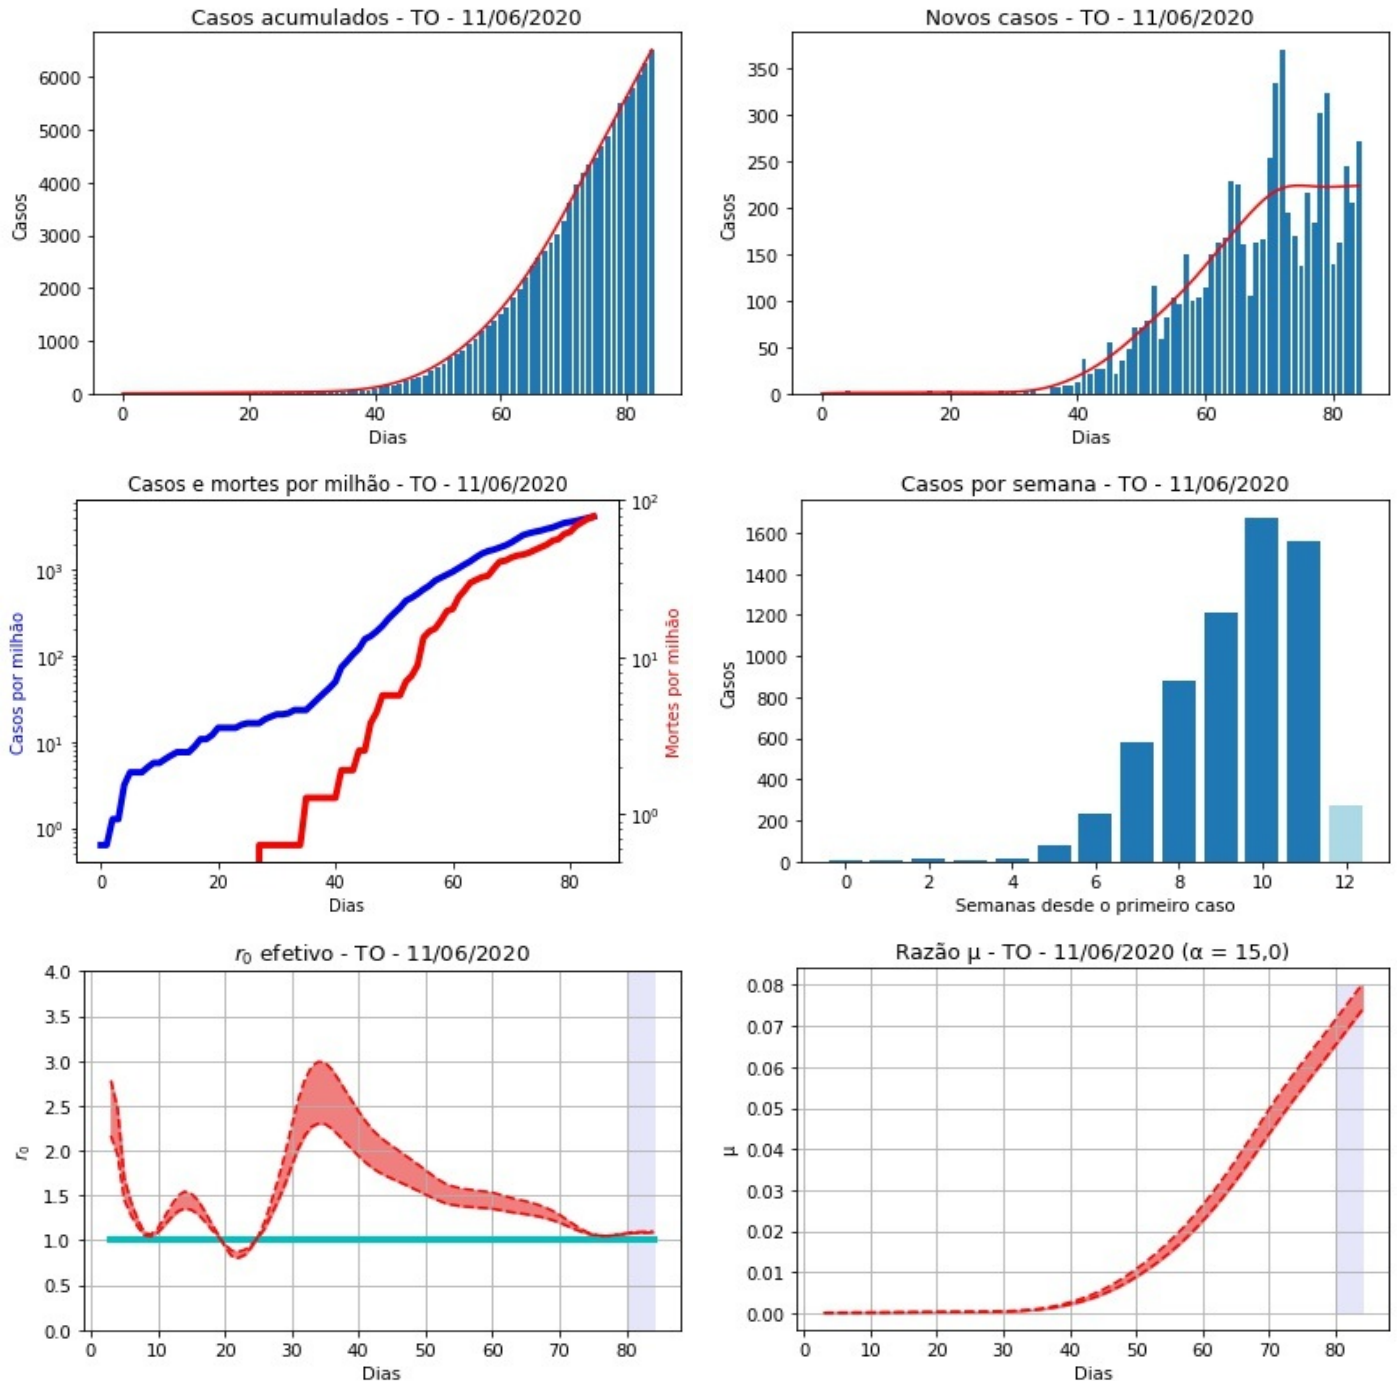 Casos acumulados - TO - 11/06/2020
Casos
6000
5000
4000
3000
2000
1000
0
0 20 40 60 80
Dias
Novos casos - TO - 11/06/2020
Casos
350
300
250
200
150
100
50
0
0 20 40 60 80
Dias
Casos e mortes por milhão - TO - 11/06/2020
Casos por milhão
10³
10²
10¹
10⁰
10²
10¹
10⁰
Mortes por milhão
0 20 40 60 80
Dias
Casos por semana - TO - 11/06/2020
Casos
1600
1400
1200
1000
800
600
400
200
0
0 2 4 6 8 10 12
Semanas desde o primeiro caso
r₀ efetivo - TO - 11/06/2020
r₀
4.0
3.5
3.0
2.5
2.0
1.5
1.0
0.5
0.0
0 10 20 30 40 50 60 70 80
Dias
Razão μ - TO - 11/06/2020 (α = 15,0)
μ
0.08
0.07
0.06
0.05
0.04
0.03
0.02
0.01
0.00
0 10 20 30 40 50 60 70 80
Dias